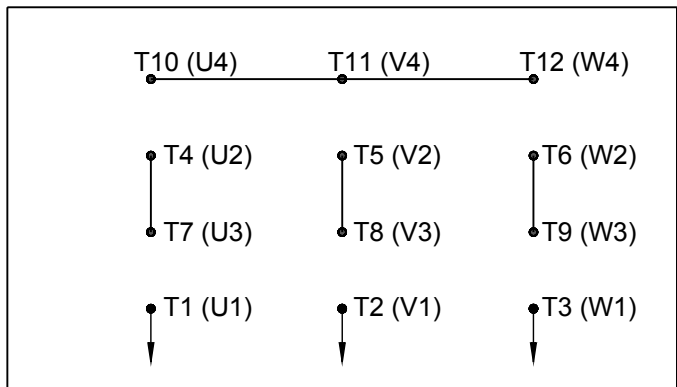 T10 (U4) T11 (V4) T12 (W4)
T4 (U2) T5 (V2) T6 (W2)
T7 (U3) T8 (V3) T9 (W3)
T1 (U1) T2 (V1) T3 (W1)